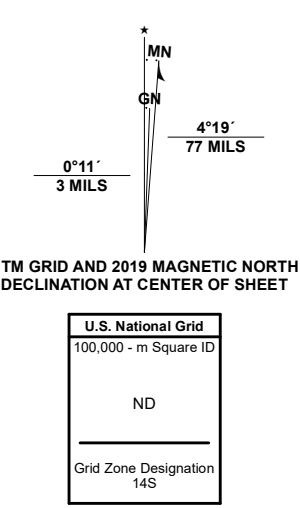 MN
GN
4°19´
77 MILS
0°11´
3 MILS
TM GRID AND 2019 MAGNETIC NORTH
DECLINATION AT CENTER OF SHEET
U.S. National Grid
100,000 - m Square ID
ND
Grid Zone Designation
14S